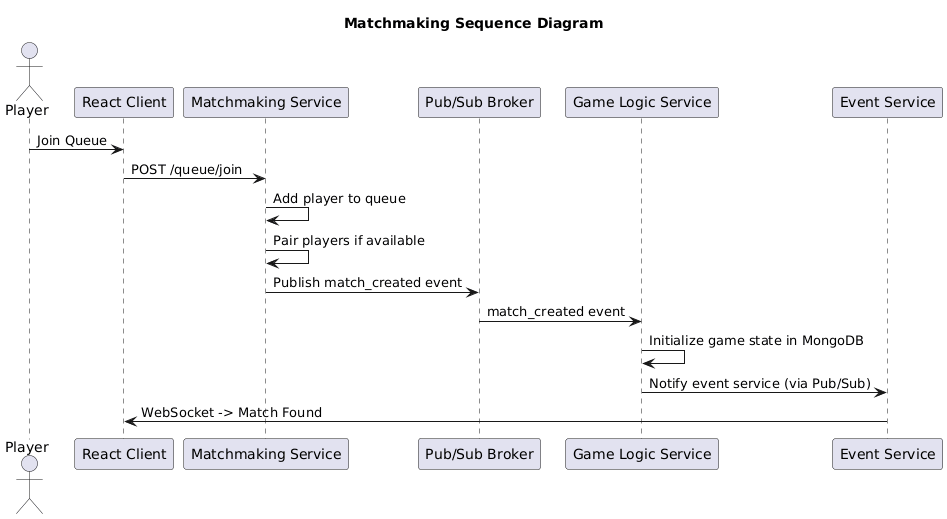 Matchmaking Sequence Diagram
Player
React Client
Matchmaking Service
Pub/Sub Broker
Game Logic Service
Event Service
Join Queue
POST /queue/join
Add player to queue
Pair players if available
Publish match_created event
match_created event
Initialize game state in MongoDB
Notify event service (via Pub/Sub)
WebSocket -> Match Found
Player
React Client
Matchmaking Service
Pub/Sub Broker
Game Logic Service
Event Service